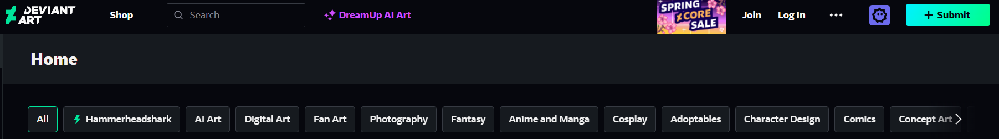 DEVIANT
ART
Shop
Search
DreamUp AI Art
SPRING
CORE
SALE
Join
Log In
Submit
Home
All
Hammerheadshark
AI Art
Digital Art
Fan Art
Photography
Fantasy
Anime and Manga
Cosplay
Adoptables
Character Design
Comics
Concept Art